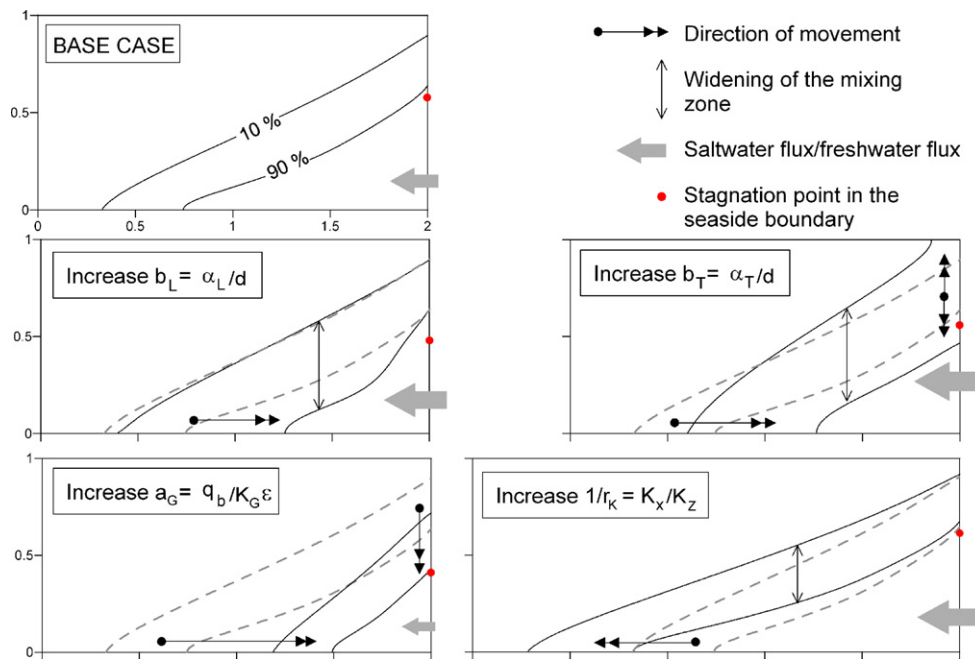 BASE CASE
1
0.5
0
10 %
90 %
0
0.5
1
1.5
2
Direction of movement
Widening of the mixing
zone
Saltwater flux/freshwater flux
Stagnation point in the
seaside boundary
1
0.5
0
Increase b_L = α_L/d
Increase b_T = α_T/d
1
0.5
0
Increase a_G = q_b/K_G ε
Increase 1/r_K = K_x/K_z